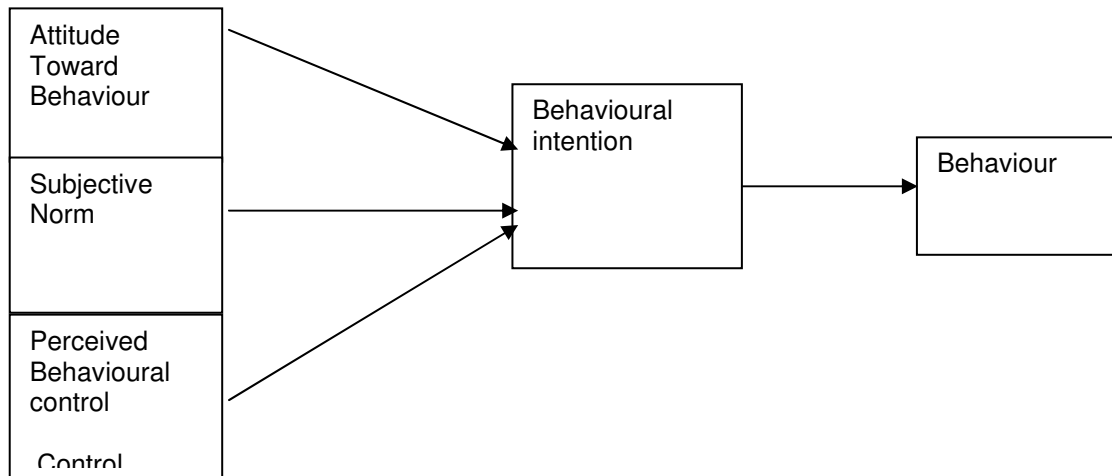 Attitude
Toward
Behaviour
Subjective
Norm
Perceived
Behavioural
control
Control
Behavioural
intention
Behaviour